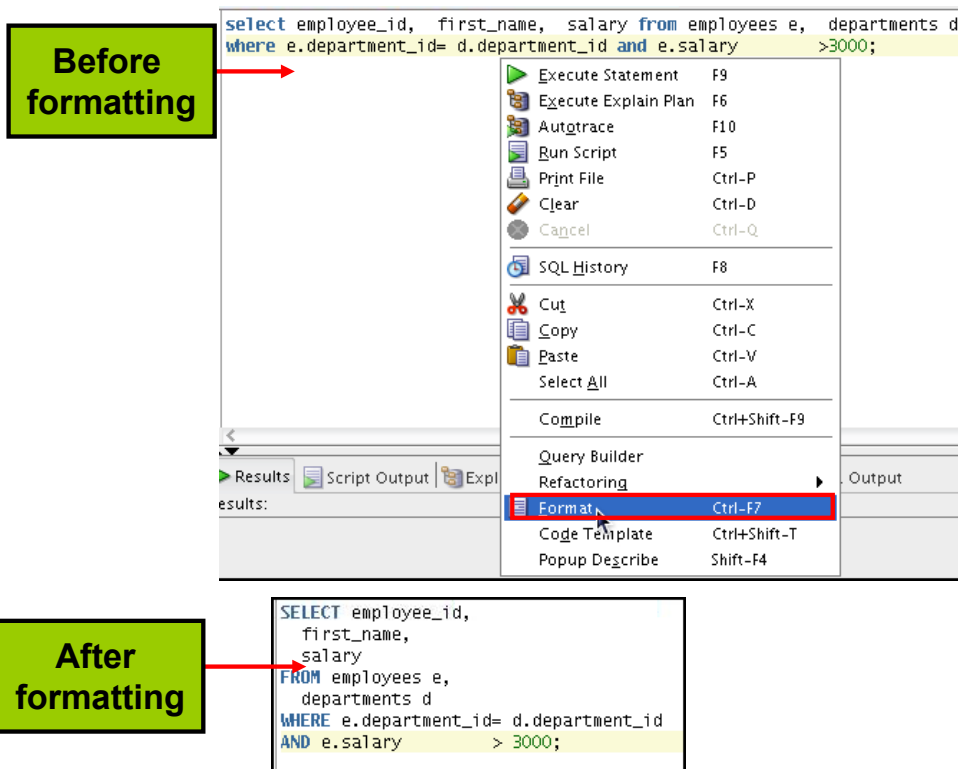 select employee_id, first_name, salary from employees e, departments d
where e.department_id= d.department_id and e.salary >3000;
Before
formatting
Execute Statement F9
Execute Explain Plan F6
Autotrace F10
Run Script F5
Print File Ctrl-P
Clear Ctrl-D
Cancel Ctrl-Q
SQL History F8
Cut Ctrl-X
Copy Ctrl-C
Paste Ctrl-V
Select All Ctrl-A
Compile Ctrl+Shift-F9
Query Builder
Refactoring
Format Ctrl-F7
Code Template Ctrl+Shift-T
Popup Describe Shift-F4
Results Script Output Expl Output
esults:
After
formatting
SELECT employee_id,
first_name,
salary
FROM employees e,
departments d
WHERE e.department_id= d.department_id
AND e.salary > 3000;